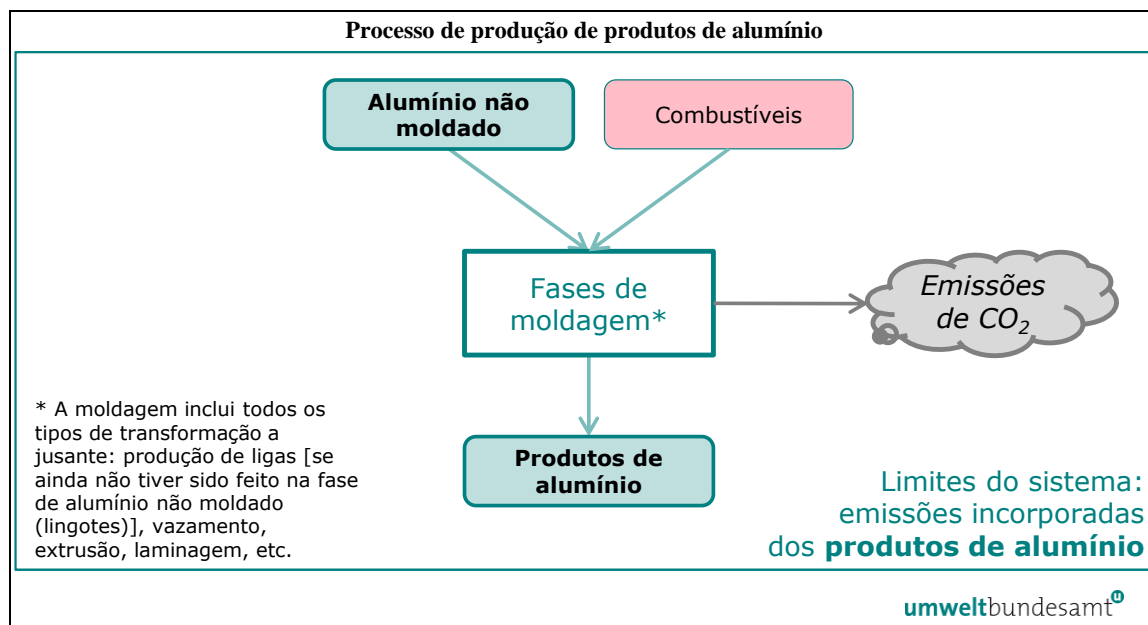 Processo de produção de produtos de alumínio
Alumínio não
moldado
Combustíveis
Fases de
moldagem*
Emissões
de CO2
* A moldagem inclui todos os
tipos de transformação a
jusante: produção de ligas [se
ainda não tiver sido feito na fase
de alumínio não moldado
(lingotes)], vazamento,
extrusão, laminagem, etc.
Produtos de
alumínio
Limites do sistema:
emissões incorporadas
dos produtos de alumínio
umweltbundesamt